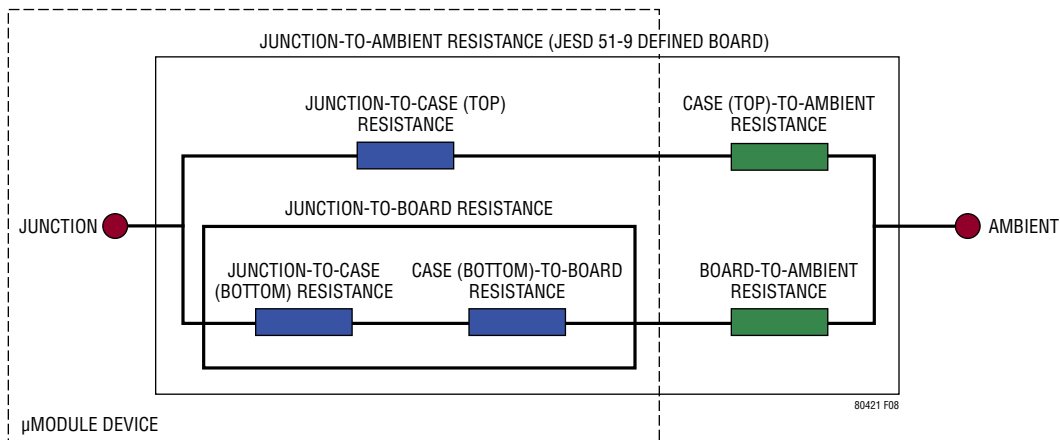 JUNCTION-TO-AMBIENT RESISTANCE (JESD 51-9 DEFINED BOARD)
JUNCTION-TO-CASE (TOP)
RESISTANCE
CASE (TOP)-TO-AMBIENT
RESISTANCE
JUNCTION
JUNCTION-TO-BOARD RESISTANCE
AMBIENT
JUNCTION-TO-CASE
(BOTTOM) RESISTANCE
CASE (BOTTOM)-TO-BOARD
RESISTANCE
BOARD-TO-AMBIENT
RESISTANCE
80421 F08
µMODULE DEVICE